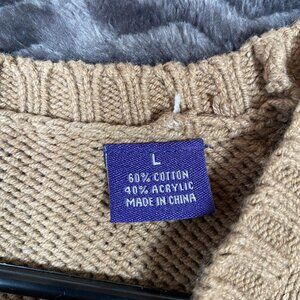 L
60% COTTON
40% ACRYLIC
MADE IN CHINA